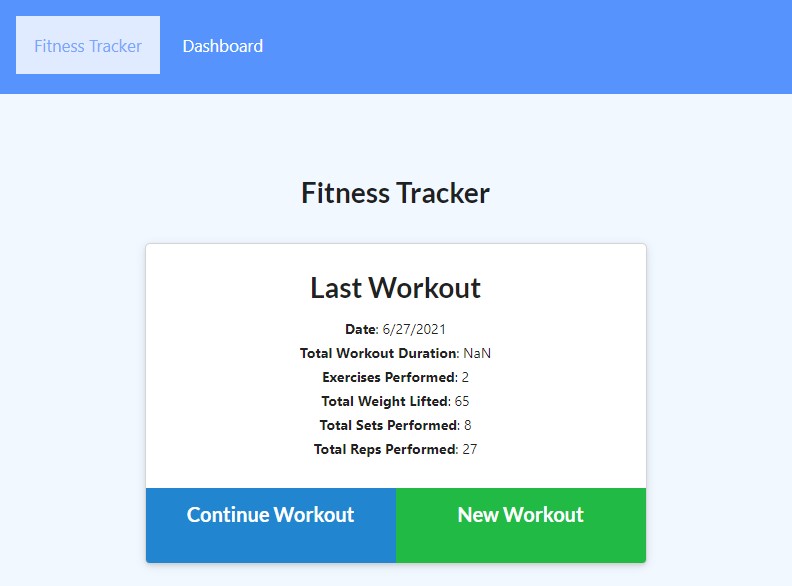 Fitness Tracker Dashboard
Fitness Tracker
Last Workout
Date: 6/27/2021
Total Workout Duration: NaN
Exercises Performed: 2
Total Weight Lifted: 65
Total Sets Performed: 8
Total Reps Performed: 27
Continue Workout New Workout